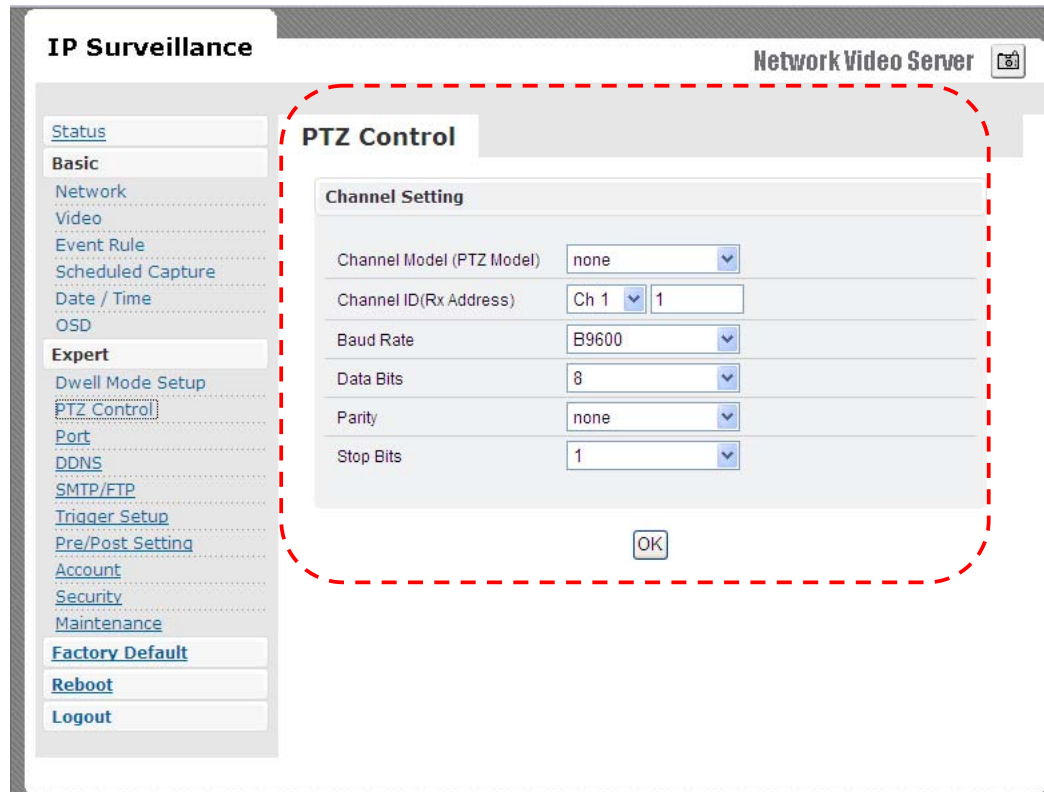 IP Surveillance
Network Video Server
Status
Basic
Network
Video
Event Rule
Scheduled Capture
Date / Time
OSD
Expert
Dwell Mode Setup
PTZ Control
Port
DDNS
SMTP/FTP
Trigger Setup
Pre/Post Setting
Account
Security
Maintenance
Factory Default
Reboot
Logout
PTZ Control
Channel Setting
Channel Model (PTZ Model) none
Channel ID(Rx Address) Ch 1 1
Baud Rate B9600
Data Bits 8
Parity none
Stop Bits 1
OK